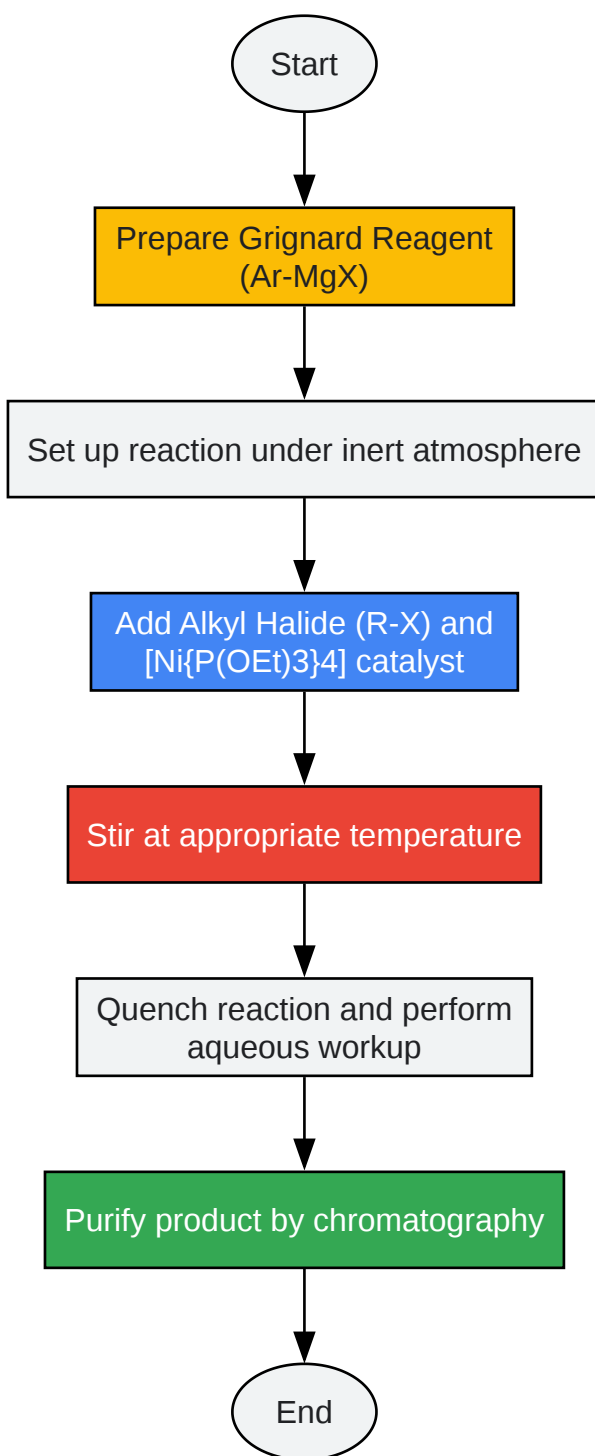 Start
Prepare Grignard Reagent
(Ar-MgX)
Set up reaction under inert atmosphere
Add Alkyl Halide (R-X) and
[Ni{P(OEt)3}4] catalyst
Stir at appropriate temperature
Quench reaction and perform
aqueous workup
Purify product by chromatography
End